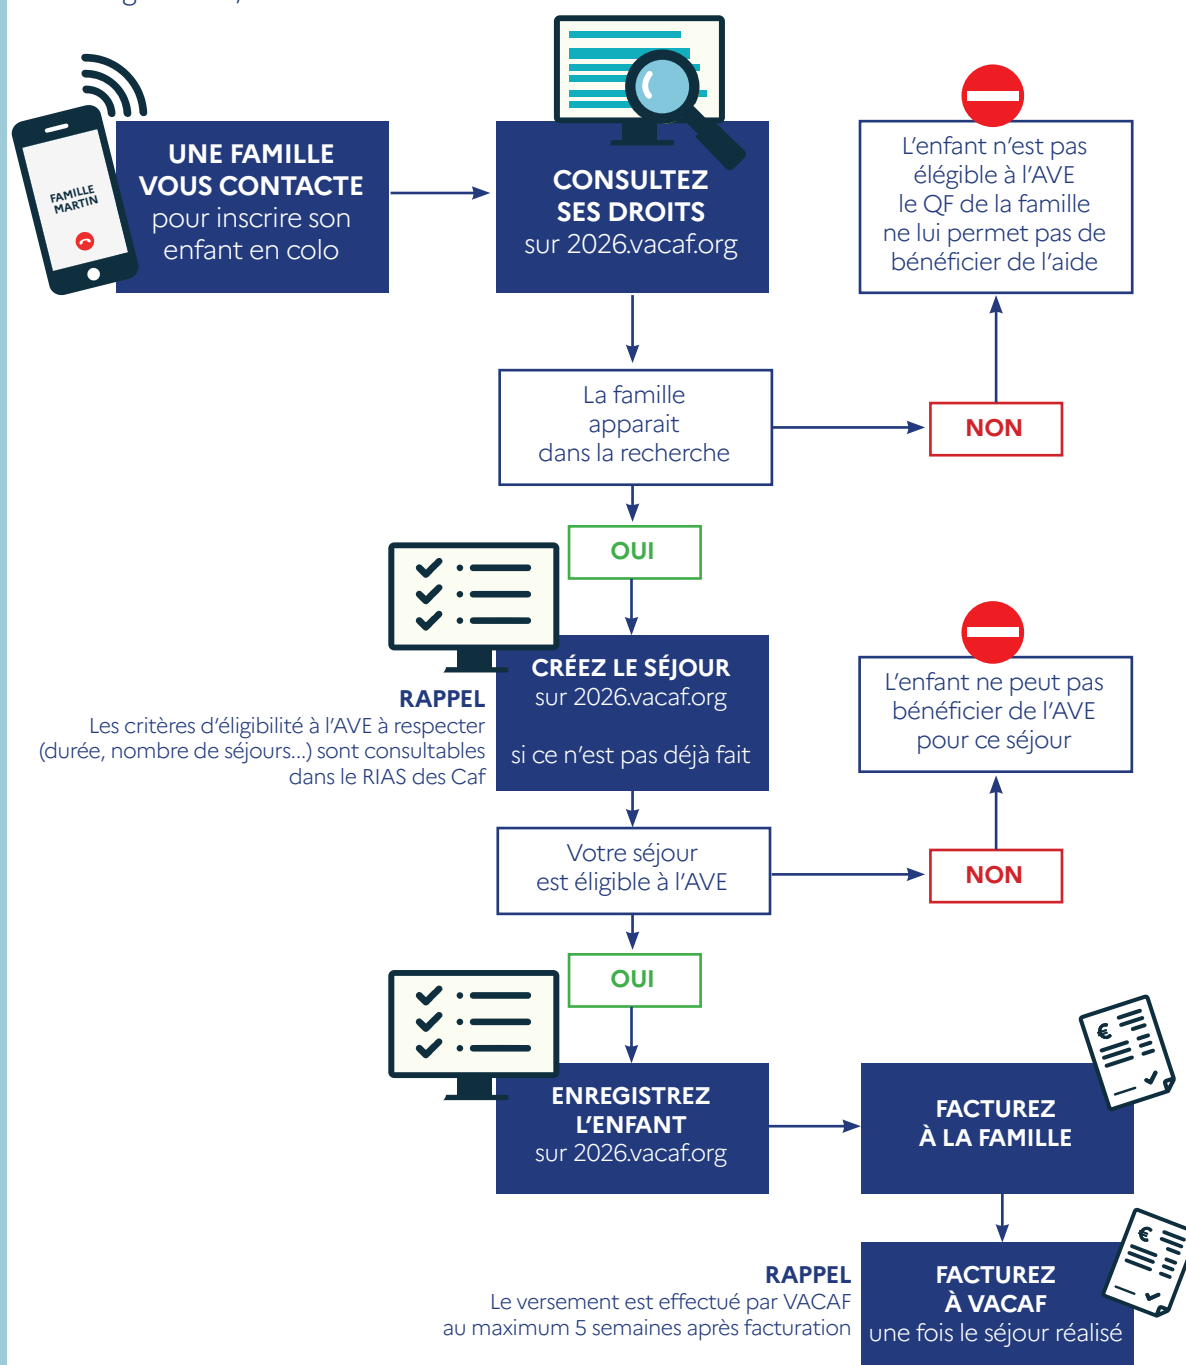 FAMILLE
MARTIN
UNE FAMILLE
VOUS CONTACTE
pour inscrire son
enfant en colo
CONSULTEZ
SES DROITS
sur 2026.vacaf.org
L’enfant n’est pas
élégible à l’AVE
le QF de la famille
ne lui permet pas de
bénéficier de l’aide
La famille
apparait
dans la recherche
NON
OUI
CRÉEZ LE SÉJOUR
sur 2026.vacaf.org
si ce n’est pas déjà fait
RAPPEL
Les critères d’éligibilité à l’AVE à respecter
(durée, nombre de séjours...) sont consultables
dans le RIAS des Caf
L’enfant ne peut pas
bénéficier de l’AVE
pour ce séjour
Votre séjour
est éligible à l’AVE
NON
OUI
ENREGISTREZ
L’ENFANT
sur 2026.vacaf.org
€
FACTUREZ
À LA FAMILLE
€
FACTUREZ
À VACAF
une fois le séjour réalisé
RAPPEL
Le versement est effectué par VACAF
au maximum 5 semaines après facturation